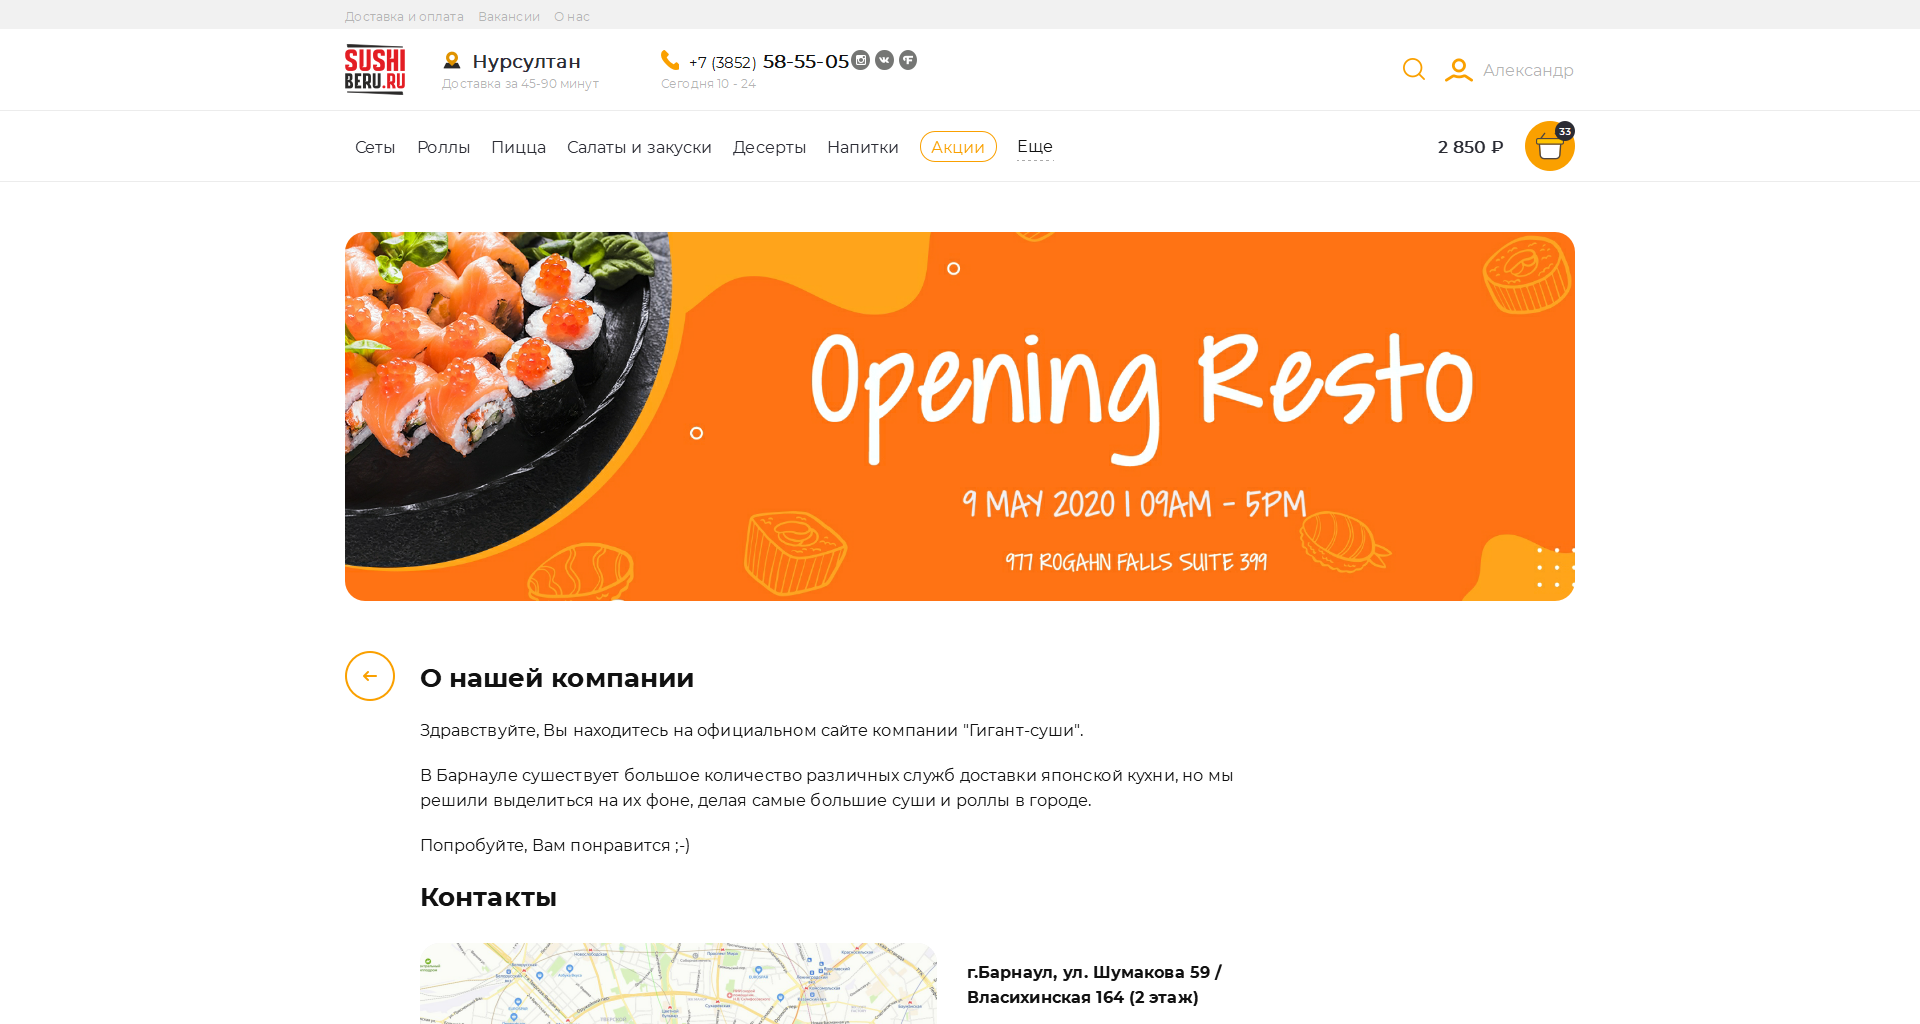 Доставка и оплата Вакансии О нас
SUSHI
BERU.RU
Нурсултан
Доставка за 45-90 минут
+7 (3852) 58-55-05
Сегодня 10 - 24
Александр
Сеты Роллы Пицца Салаты и закуски Десерты Напитки Акции Еще
2 850 ₽
33
Opening Resto
9 MAY 2020 | 09AM - 5PM
977 ROGAHN FALLS SUITE 399
О нашей компании
Здравствуйте, Вы находитесь на официальном сайте компании "Гигант-суши".
В Барнауле сушествует большое количество различных служб доставки японской кухни, но мы
решили выделиться на их фоне, делая самые большие суши и роллы в городе.
Попробуйте, Вам понравится ;-)
Контакты
г.Барнаул, ул. Шумакова 59 /
Власихинская 164 (2 этаж)